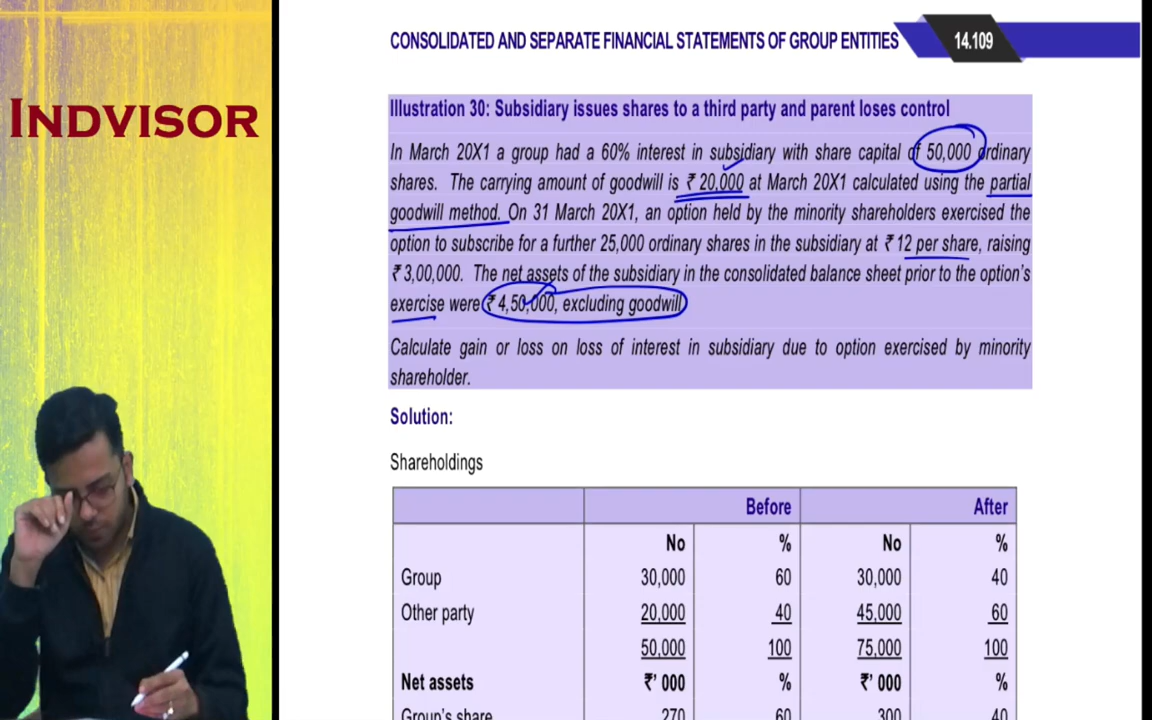 CONSOLIDATED AND SEPARATE FINANCIAL STATEMENTS OF GROUP ENTITIES 14.109
INDVISOR
Illustration 30: Subsidiary issues shares to a third party and parent loses control
In March 20X1 a group had a 60% interest in subsidiary with share capital of 50,000 ordinary
shares. The carrying amount of goodwill is ₹ 20,000 at March 20X1 calculated using the partial
goodwill method. On 31 March 20X1, an option held by the minority shareholders exercised the
option to subscribe for a further 25,000 ordinary shares in the subsidiary at ₹ 12 per share, raising
₹ 3,00,000. The net assets of the subsidiary in the consolidated balance sheet prior to the option's
exercise were ₹ 4,50,000, excluding goodwill.
Calculate gain or loss on loss of interest in subsidiary due to option exercised by minority
shareholder.
Solution:
Shareholdings
Before After
No % No %
Group 30,000 60 30,000 40
Other party 20,000 40 45,000 60
50,000 100 75,000 100
Net assets ₹' 000 % ₹' 000 %
Group's share 270 60 300 40